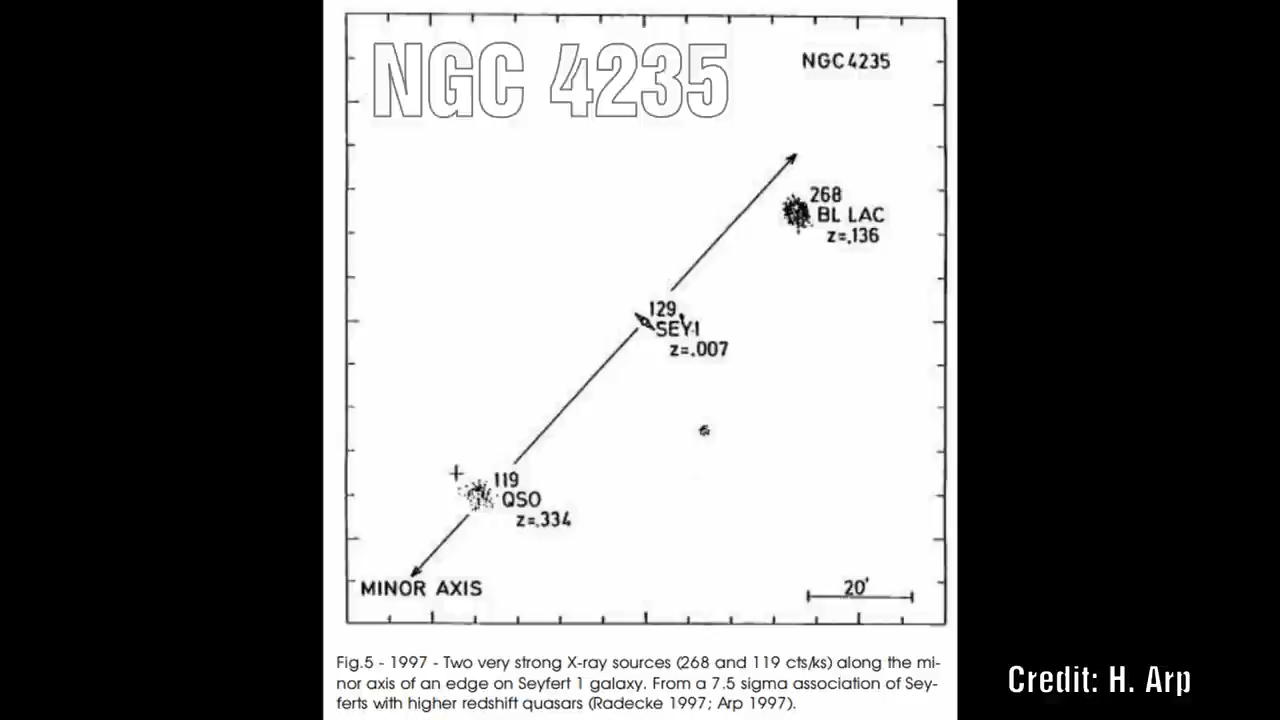 NGC 4235
NGC4235
268
BL LAC
z=.136
129
SEY1
z=.007
119
QSO
z=.334
MINOR AXIS
20'
Fig.5 - 1997 - Two very strong X-ray sources (268 and 119 cts/ks) along the mi-
nor axis of an edge on Seyfert 1 galaxy. From a 7.5 sigma association of Sey-
ferts with higher redshift quasars (Radecke 1997; Arp 1997).
Credit: H. Arp